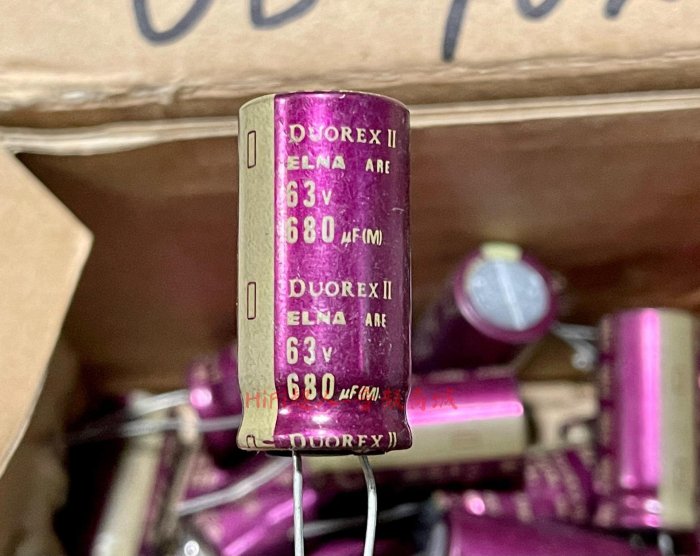 DUOREX II
ELNA ARE
63V
680 µF(M)
DUOREX II
ELNA ARE
63V
680 µF(M)
DUOREX II